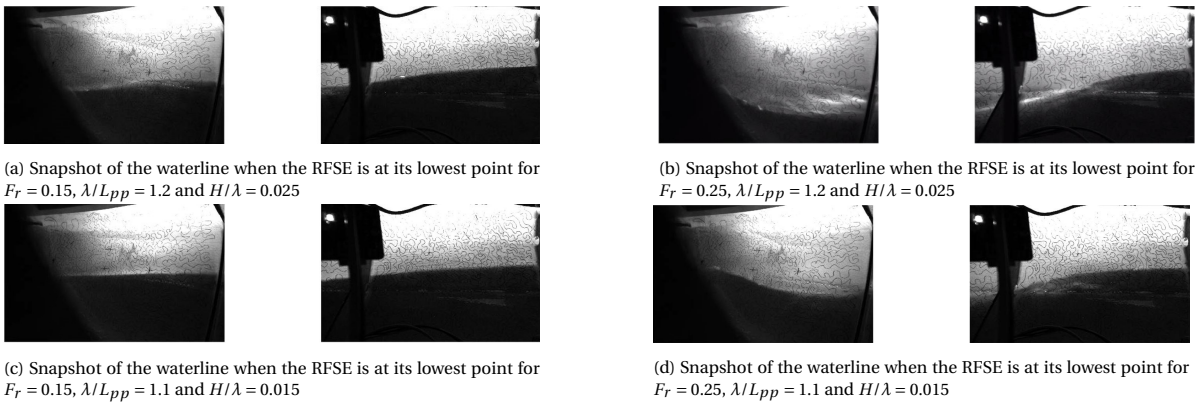 (a) Snapshot of the waterline when the RFSE is at its lowest point for
Fr = 0.15, λ/Lpp = 1.2 and H/λ = 0.025
(b) Snapshot of the waterline when the RFSE is at its lowest point for
Fr = 0.25, λ/Lpp = 1.2 and H/λ = 0.025
(c) Snapshot of the waterline when the RFSE is at its lowest point for
Fr = 0.15, λ/Lpp = 1.1 and H/λ = 0.015
(d) Snapshot of the waterline when the RFSE is at its lowest point for
Fr = 0.25, λ/Lpp = 1.1 and H/λ = 0.015